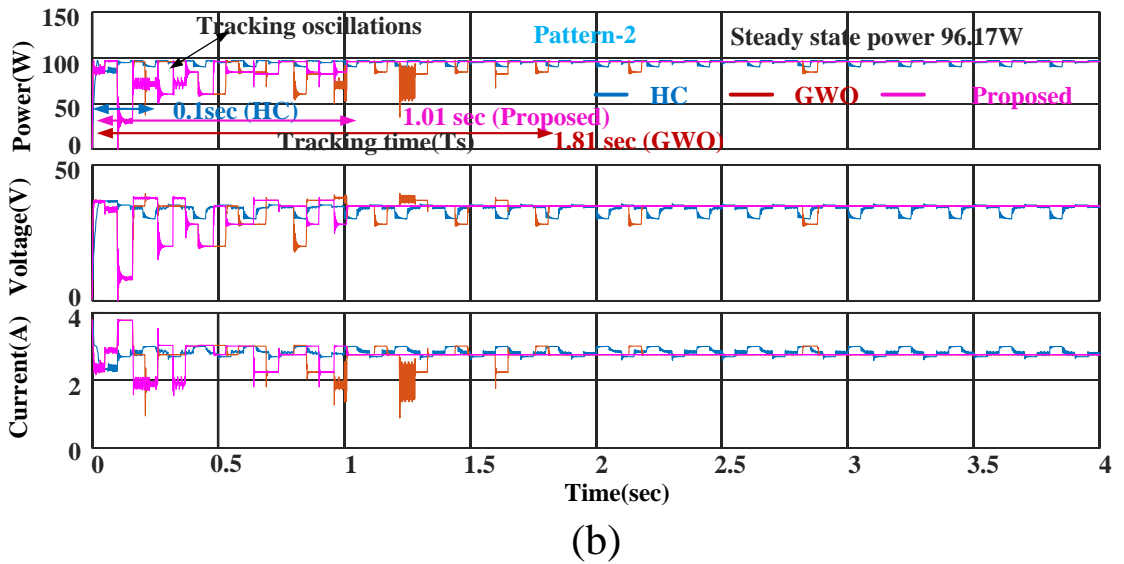 150
Tracking oscillations
Pattern-2
Steady state power 96.17W
100
HC
GWO
Proposed
50
0.1sec (HC)
1.01 sec (Proposed)
Tracking time(Ts)
1.81 sec (GWO)
0
Power(W)
50
0
Voltage(V)
4
2
0
Current(A)
0 0.5 1 1.5 2 2.5 3 3.5 4
Time(sec)
(b)